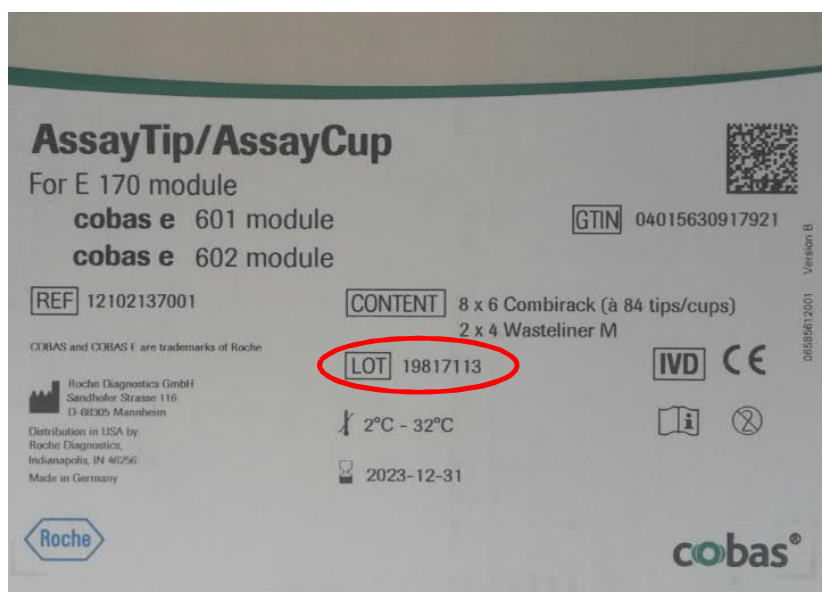 AssayTip/AssayCup
For E 170 module
cobas e 601 module
cobas e 602 module
GTIN 04015630917921
REF 12102137001
CONTENT 8 x 6 Combirack (à 84 tips/cups)
2 x 4 Wasteliner M
COBAS and COBAS E are trademarks of Roche
LOT 19817113
IVD CE
Roche Diagnostics GmbH
Sandhofer Strasse 116
D-68305 Mannheim
Distribution in USA by:
Roche Diagnostics,
Indianapolis, IN 46256
Made in Germany
2°C - 32°C
i 2
2023-12-31
06585612001 Version B
Roche
cobas®